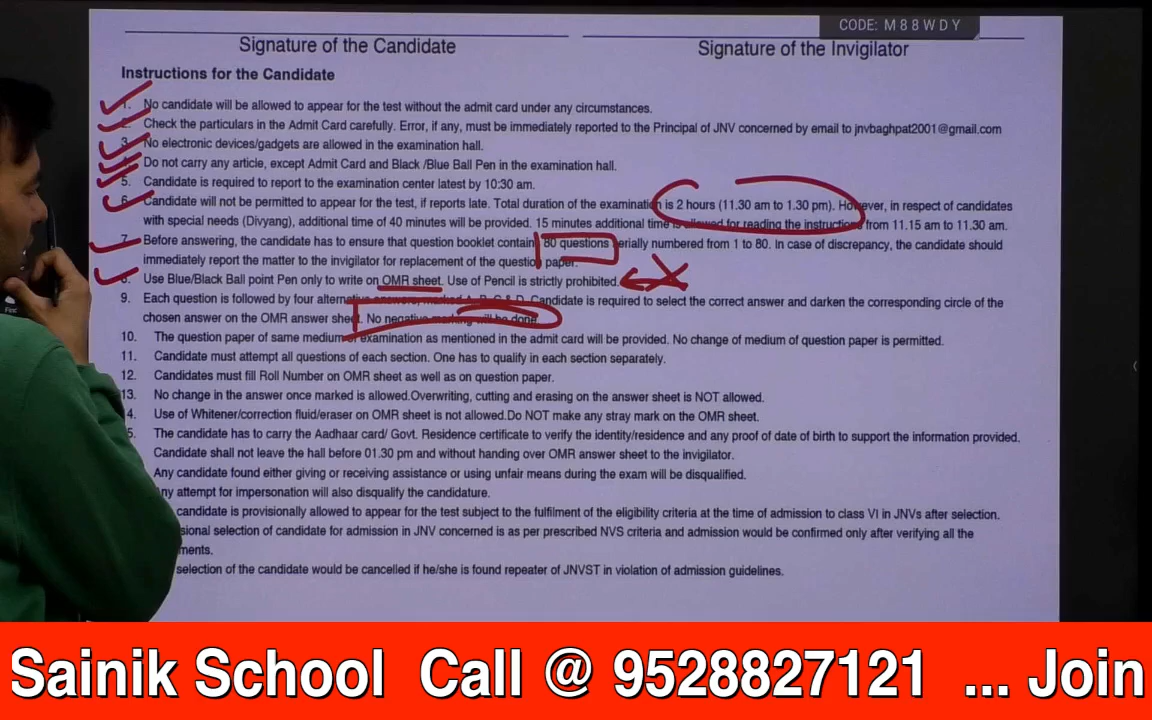 CODE: M 8 8 W D Y
Signature of the Candidate Signature of the Invigilator
Instructions for the Candidate
1. No candidate will be allowed to appear for the test without the admit card under any circumstances.
2. Check the particulars in the Admit Card carefully. Error, if any, must be immediately reported to the Principal of JNV concerned by email to jnvbaghpat2001@gmail.com
3. No electronic devices/gadgets are allowed in the examination hall.
Do not carry any article, except Admit Card and Black /Blue Ball Pen in the examination hall.
5. Candidate is required to report to the examination center latest by 10:30 am.
6. Candidate will not be permitted to appear for the test, if reports late. Total duration of the examination is 2 hours (11.30 am to 1.30 pm). However, in respect of candidates
with special needs (Divyang), additional time of 40 minutes will be provided. 15 minutes additional time is allowed for reading the instructions from 11.15 am to 11.30 am.
7. Before answering, the candidate has to ensure that question booklet contain 80 questions serially numbered from 1 to 80. In case of discrepancy, the candidate should
immediately report the matter to the invigilator for replacement of the question paper.
8. Use Blue/Black Ball point Pen only to write on OMR sheet. Use of Pencil is strictly prohibited.
9. Each question is followed by four alternative answers, marked A, B, C & D. Candidate is required to select the correct answer and darken the corresponding circle of the
chosen answer on the OMR answer sheet. No negative marking will be done.
10. The question paper of same medium of examination as mentioned in the admit card will be provided. No change of medium of question paper is permitted.
11. Candidate must attempt all questions of each section. One has to qualify in each section separately.
12. Candidates must fill Roll Number on OMR sheet as well as on question paper.
13. No change in the answer once marked is allowed.Overwriting, cutting and erasing on the answer sheet is NOT allowed.
4. Use of Whitener/correction fluid/eraser on OMR sheet is not allowed.Do NOT make any stray mark on the OMR sheet.
5. The candidate has to carry the Aadhaar card/ Govt. Residence certificate to verify the identity/residence and any proof of date of birth to support the information provided.
Candidate shall not leave the hall before 01.30 pm and without handing over OMR answer sheet to the invigilator.
Any candidate found either giving or receiving assistance or using unfair means during the exam will be disqualified.
ny attempt for impersonation will also disqualify the candidature.
candidate is provisionally allowed to appear for the test subject to the fulfilment of the eligibility criteria at the time of admission to class VI in JNVs after selection.
sional selection of candidate for admission in JNV concerned is as per prescribed NVS criteria and admission would be confirmed only after verifying all the
ments.
selection of the candidate would be cancelled if he/she is found repeater of JNVST in violation of admission guidelines.
Sainik School Call @ 9528827121 ... Join